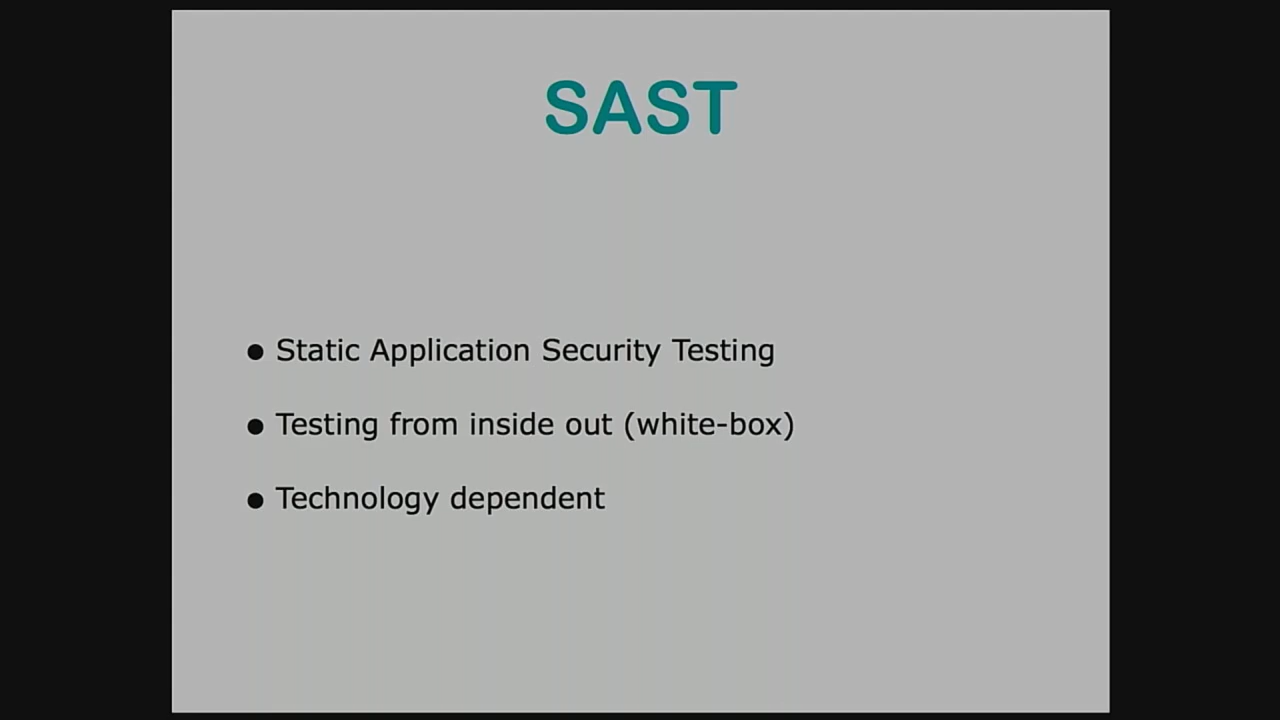 SAST
● Static Application Security Testing
● Testing from inside out (white-box)
● Technology dependent